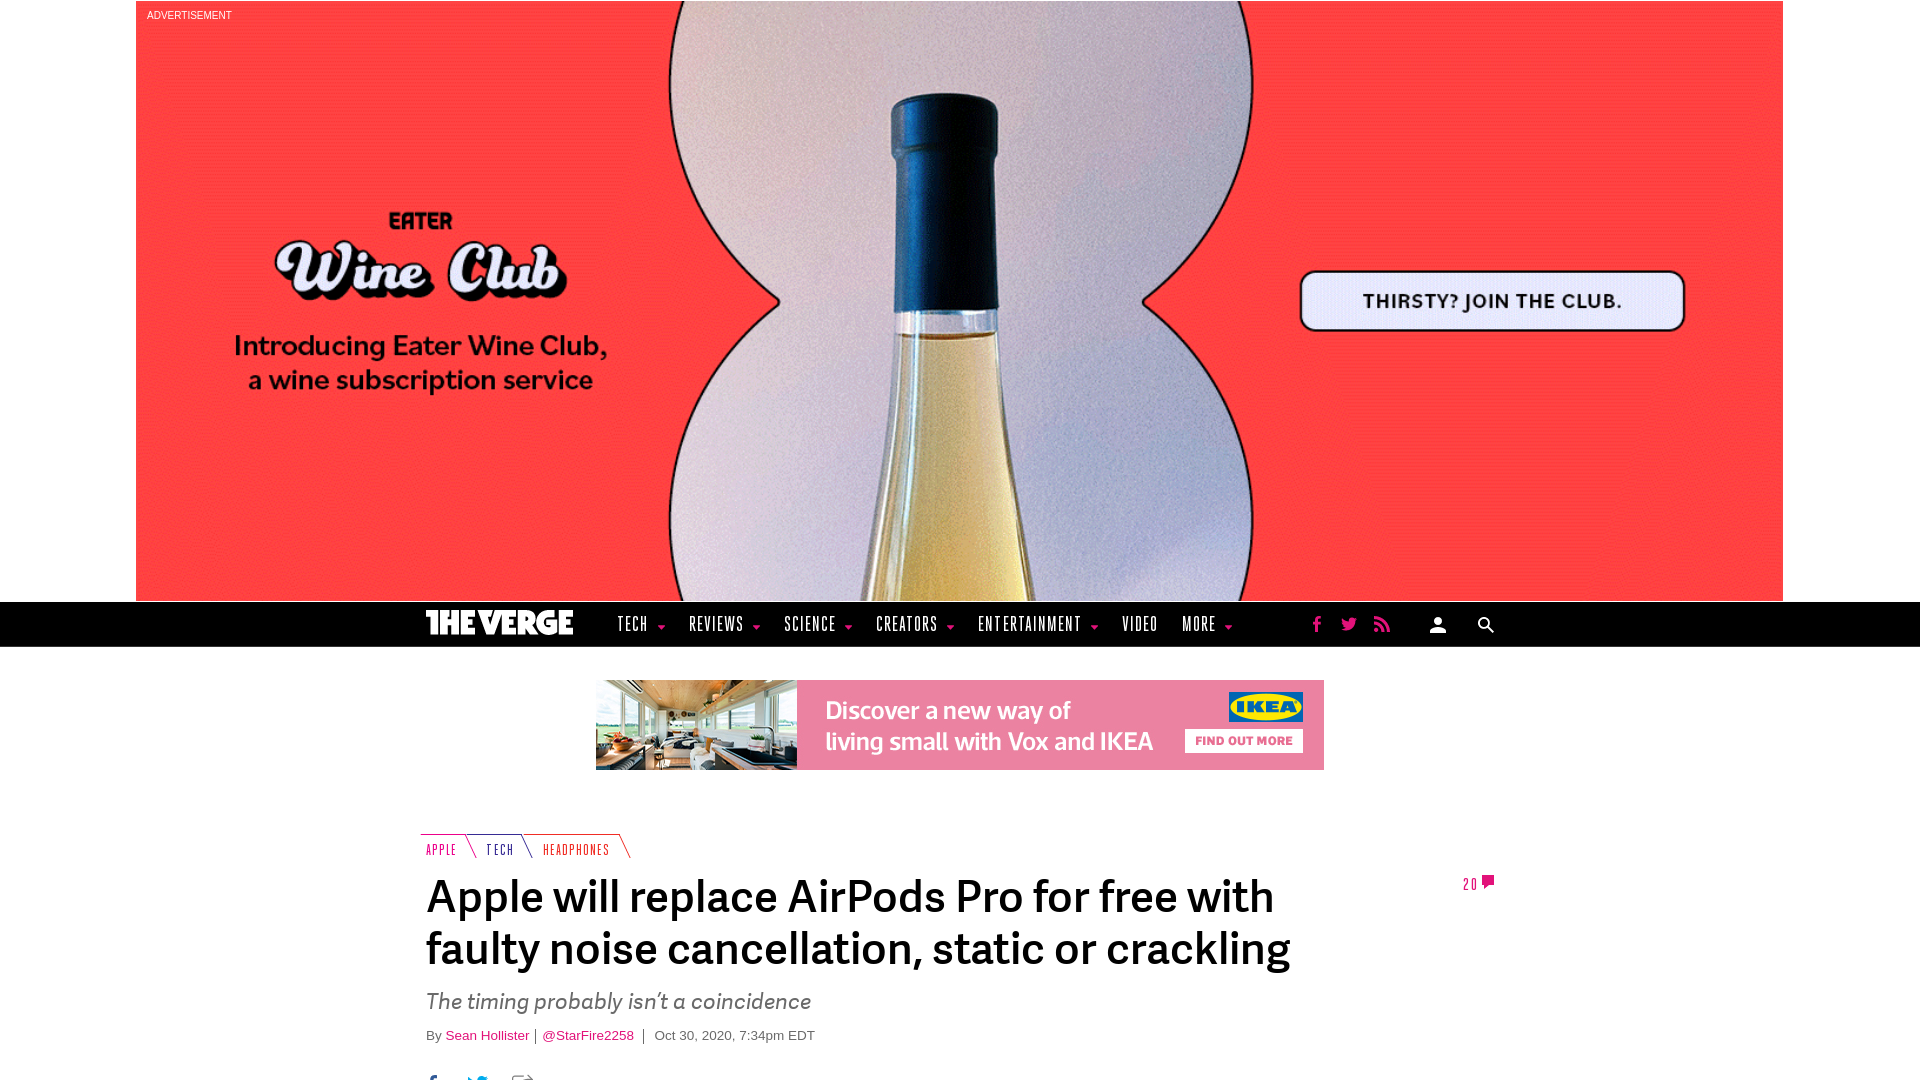 ADVERTISEMENT
EATER
Wine Club
Introducing Eater Wine Club,
a wine subscription service
THIRSTY? JOIN THE CLUB.
THE VERGE TECH REVIEWS SCIENCE CREATORS ENTERTAINMENT VIDEO MORE
Discover a new way of
living small with Vox and IKEA
IKEA
FIND OUT MORE
APPLE TECH HEADPHONES
Apple will replace AirPods Pro for free with
faulty noise cancellation, static or crackling
20
The timing probably isn’t a coincidence
By Sean Hollister | @StarFire2258 | Oct 30, 2020, 7:34pm EDT